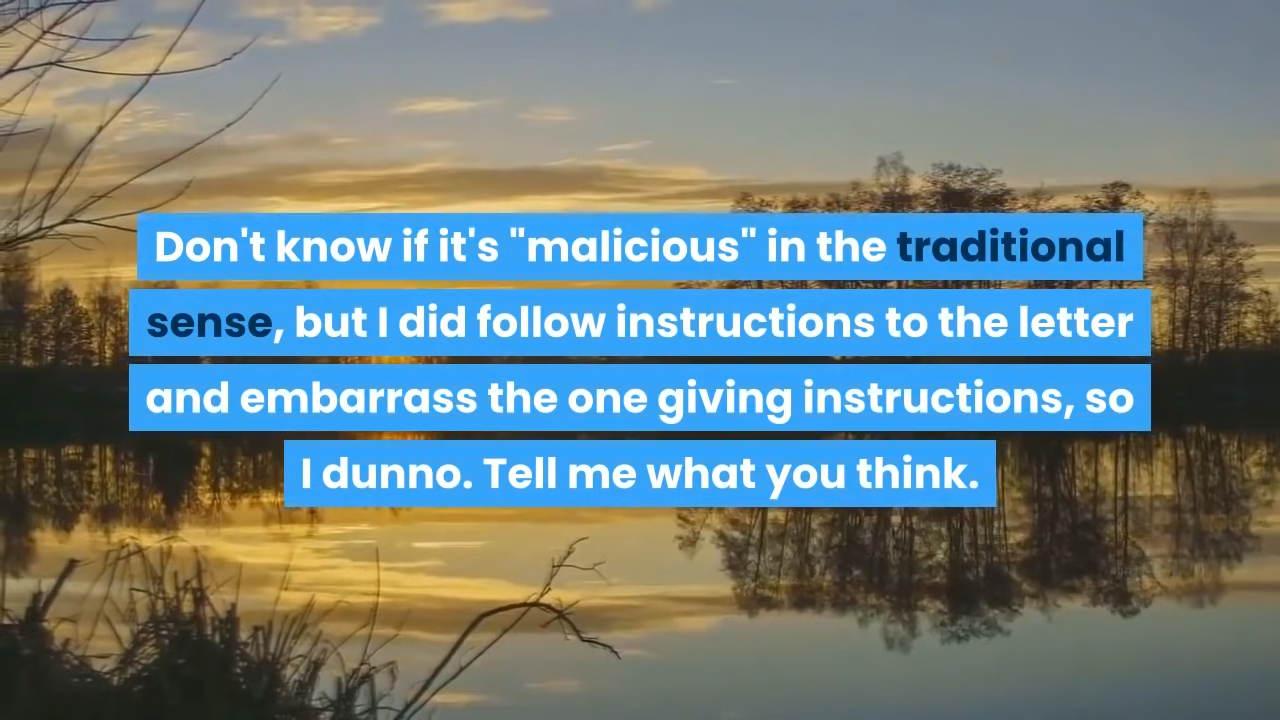 Don't know if it's "malicious" in the traditional
sense, but I did follow instructions to the letter
and embarrass the one giving instructions, so
I dunno. Tell me what you think.